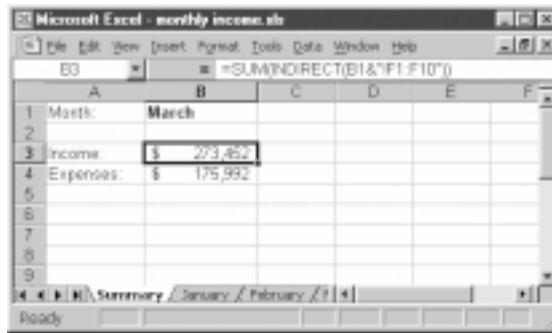 Microsoft Excel - monthly income.xls
File Edit View Insert Format Tools Data Window Help
B3 = =SUM(INDIRECT(B1&"!F1:F10"))
A B C D E F
1 Month: March
2
3 Income: $ 273,452
4 Expenses: $ 175,992
5
6
7
8
9
Summary / January / February /
Ready